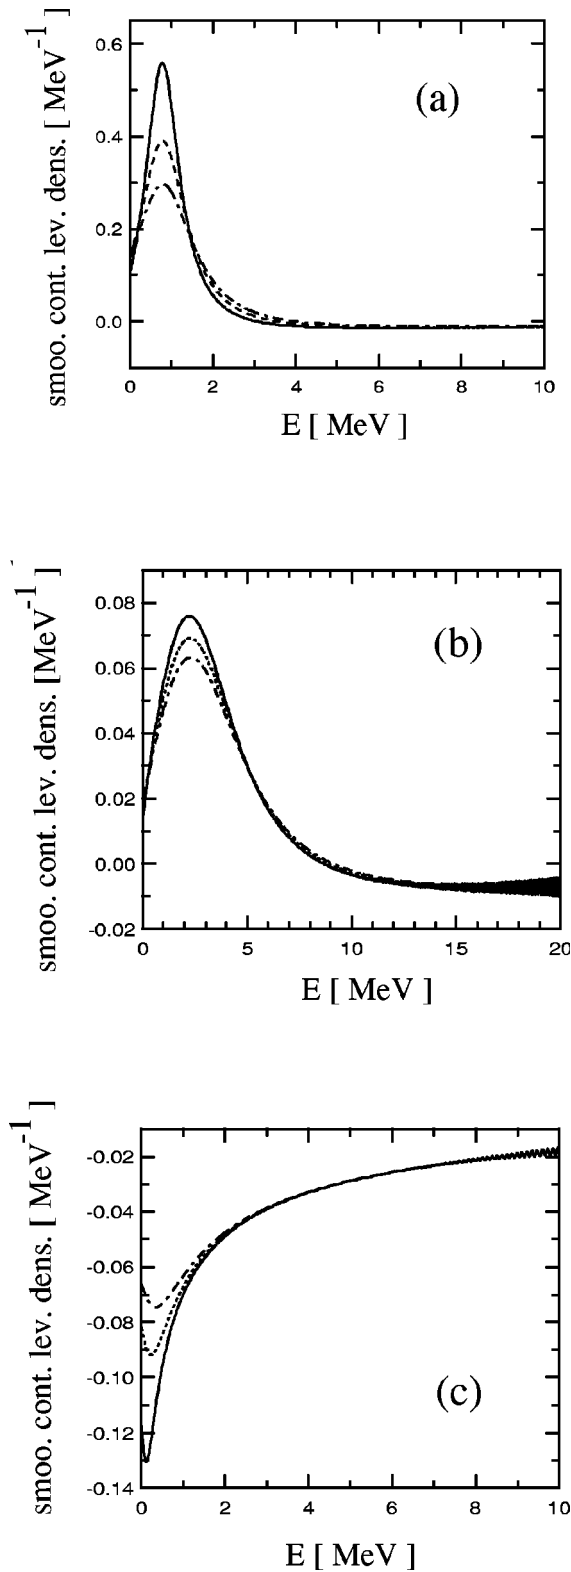 smoo. cont. lev. dens. [ MeV-1 ]
0.6
0.4
0.2
0.0
(a)
0 2 4 6 8 10
E [ MeV ]
smoo. cont. lev. dens. [MeV-1 ]
0.08
0.06
0.04
0.02
0.00
-0.02
(b)
0 5 10 15 20
E [ MeV ]
smoo. cont. lev. dens. [ MeV-1 ]
-0.02
-0.04
-0.06
-0.08
-0.10
-0.12
-0.14
(c)
0 2 4 6 8 10
E [ MeV ]